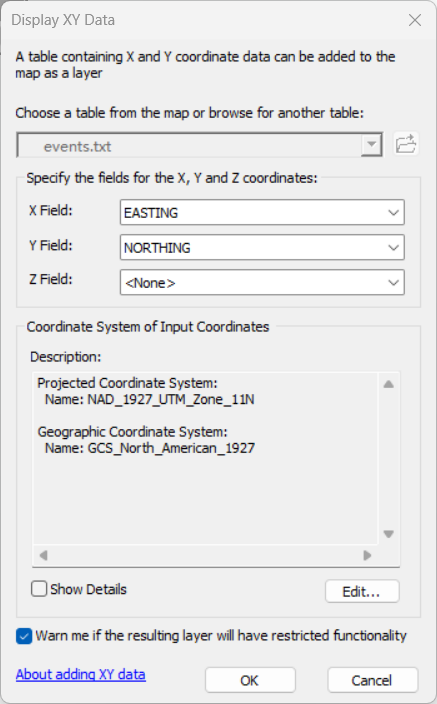 Display XY Data
A table containing X and Y coordinate data can be added to the
map as a layer
Choose a table from the map or browse for another table:
events.txt
Specify the fields for the X, Y and Z coordinates:
X Field: EASTING
Y Field: NORTHING
Z Field: <None>
Coordinate System of Input Coordinates
Description:
Projected Coordinate System:
Name: NAD_1927_UTM_Zone_11N
Geographic Coordinate System:
Name: GCS_North_American_1927
Show Details Edit...
Warn me if the resulting layer will have restricted functionality
About adding XY data OK Cancel